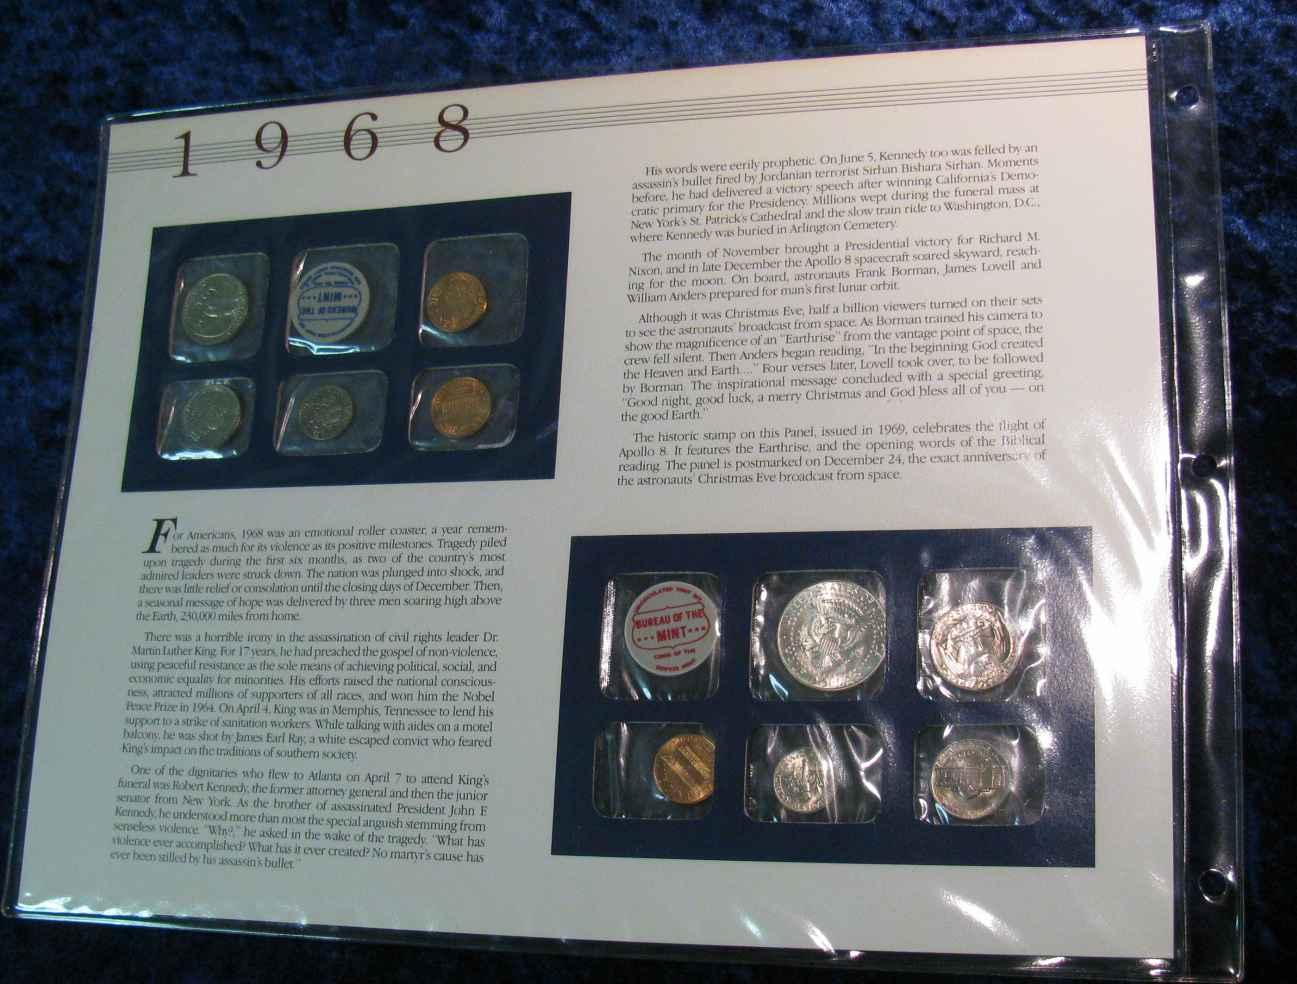 1 9 6 8
For Americans, 1968 was an emotional roller coaster, a year remem-
bered as much for its violence as its positive milestones. Tragedy piled
upon tragedy during the first six months, as two of the country's most
admired leaders were struck down. The nation was plunged into shock, and
there was little relief or consolation until the closing days of December. Then,
a seasonal message of hope was delivered by three men soaring high above
the Earth, 230,000 miles from home.
There was a horrible irony in the assassination of civil rights leader Dr.
Martin Luther King. For 17 years, he had preached the gospel of non-violence,
using peaceful resistance as the sole means of achieving political, social, and
economic equality for minorities. His efforts raised the national conscious-
ness, attracted millions of supporters of all races, and won him the Nobel
Peace Prize in 1964. On April 4, King was in Memphis, Tennessee to lend his
support to a strike of sanitation workers. While talking with aides on a motel
balcony, he was shot by James Earl Ray, a white escaped convict who feared
King's impact on the traditions of southern society.
One of the dignitaries who flew to Atlanta on April 7 to attend King's
funeral was Robert Kennedy, the former attorney general and then the junior
senator from New York. As the brother of assassinated President John F.
Kennedy, he understood more than most the special anguish stemming from
senseless violence. "Why?," he asked in the wake of the tragedy. "What has
violence ever accomplished? What has it ever created? No martyr's cause has
ever been stilled by his assassin's bullet."
His words were eerily prophetic. On June 5, Kennedy too was felled by an
assassin's bullet fired by Jordanian terrorist Sirhan Bishara Sirhan. Moments
before, he had delivered a victory speech after winning California's Demo-
cratic primary for the Presidency. Millions wept during the funeral mass at
New York's St. Patrick's Cathedral and the slow train ride to Washington, D.C.,
where Kennedy was buried in Arlington Cemetery.
The month of November brought a Presidential victory for Richard M.
Nixon, and in late December the Apollo 8 spacecraft soared skyward, reach-
ing for the moon. On board, astronauts Frank Borman, James Lovell and
William Anders prepared for man's first lunar orbit.
Although it was Christmas Eve, half a billion viewers turned on their sets
to see the astronauts' broadcast from space. As Borman trained his camera to
show the magnificence of an "Earthrise" from the vantage point of space, the
crew fell silent. Then Anders began reading, "In the beginning God created
the Heaven and Earth...." Four verses later, Lovell took over, to be followed
by Borman. The inspirational message concluded with a special greeting,
"Good night, good luck, a merry Christmas and God bless all of you — on
the good Earth."
The historic stamp on this Panel, issued in 1969, celebrates the flight of
Apollo 8. It features the Earthrise, and the opening words of the Biblical
reading. The panel is postmarked on December 24, the exact anniversary of
the astronauts' Christmas Eve broadcast from space.
BUREAU OF THE
MINT
BUREAU OF THE
MINT
COIN OF THE
DENVER MINT